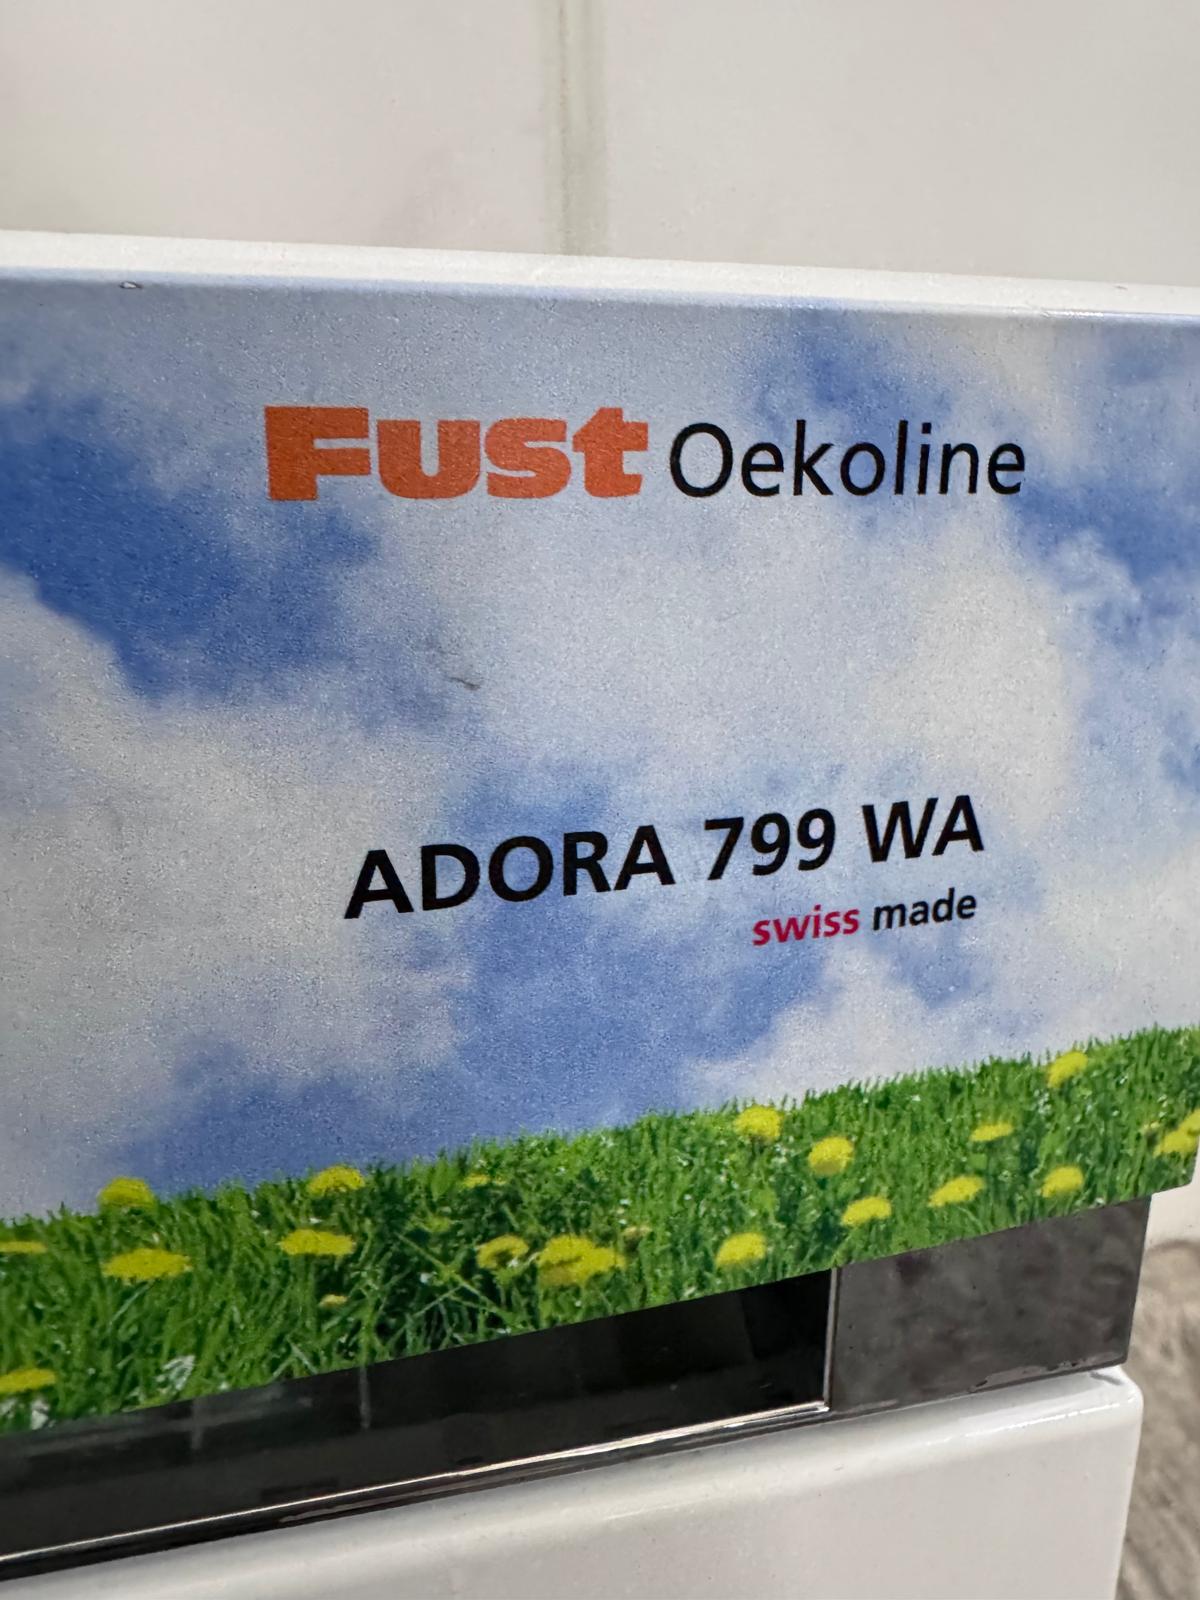 Fust Oekoline
ADORA 799 WA
swiss made